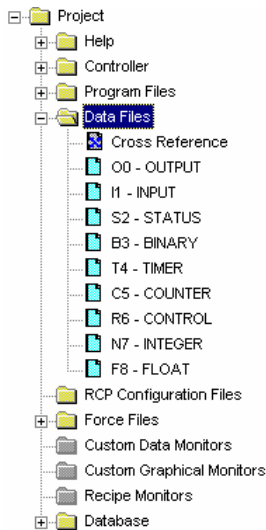 Project
Help
Controller
Program Files
Data Files
Cross Reference
O0 - OUTPUT
I1 - INPUT
S2 - STATUS
B3 - BINARY
T4 - TIMER
C5 - COUNTER
R6 - CONTROL
N7 - INTEGER
F8 - FLOAT
RCP Configuration Files
Force Files
Custom Data Monitors
Custom Graphical Monitors
Recipe Monitors
Database